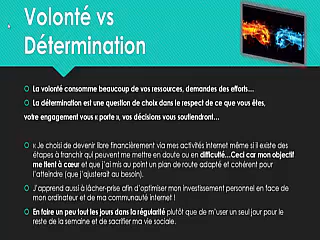 Volonté vs
Détermination
La volonté consomme beaucoup de vos ressources, demandes des efforts…
La détermination est une question de choix dans le respect de ce que vous êtes,
votre engagement vous « porte », vos décisions vous soutiendront…
« Je choisi de devenir libre financièrement via mes activités internet même si il existe des
étapes à franchir qui peuvent me mettre en doute ou en difficulté...Ceci car mon objectif
me tient à cœur et que j'ai mis au point un plan de route adapté et cohérent pour
l'atteindre (que j'ajusterait au besoin).
J'apprend aussi à lâcher-prise afin d'optimiser mon investissement personnel en face de
mon ordinateur et de ma communauté internet !
En faire un peu tout les jours dans la régularité plutôt que de m'user un seul jour pour le
reste de la semaine et de sacrifier ma vie sociale.